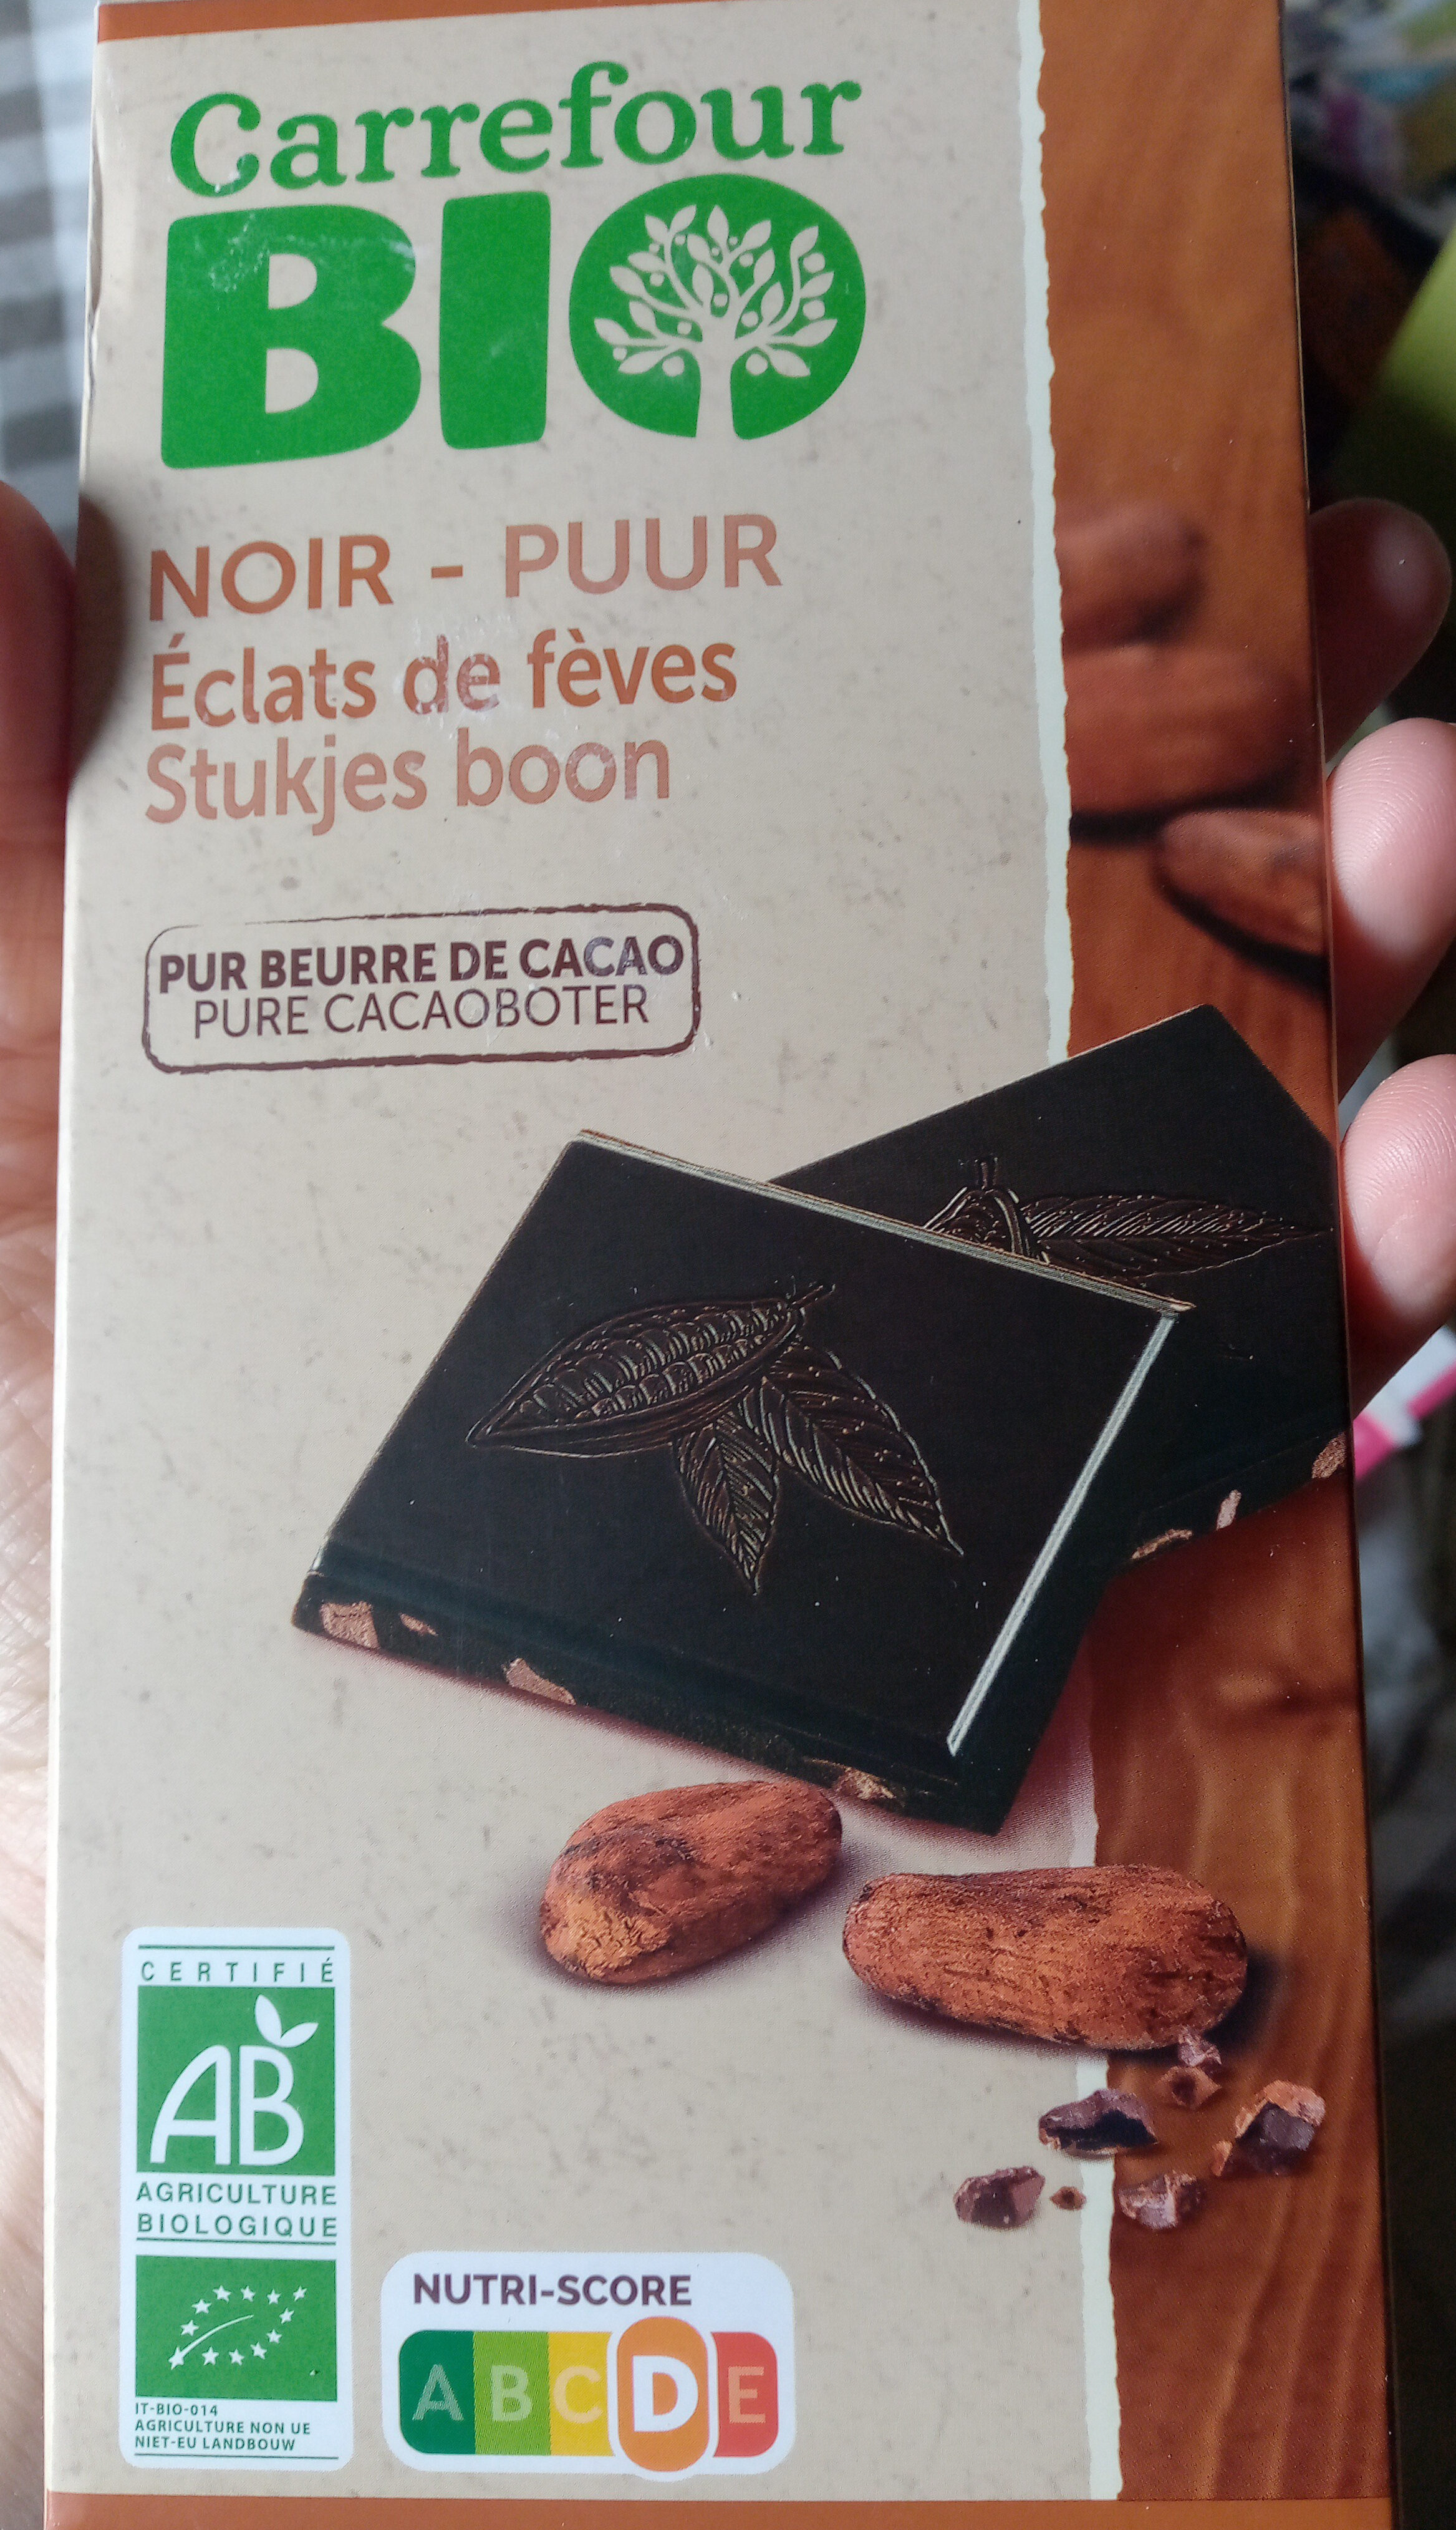 Carrefour
BIO
NOIR - PUUR
Éclats de fèves
Stukjes boon
PUR BEURRE DE CACAO
PURE CACAOBOTER
CERTIFIÉ
AB
AGRICULTURE
BIOLOGIQUE
IT-BIO-014
AGRICULTURE NON UE
NIET-EU LANDBOUW
NUTRI-SCORE
A B C D E